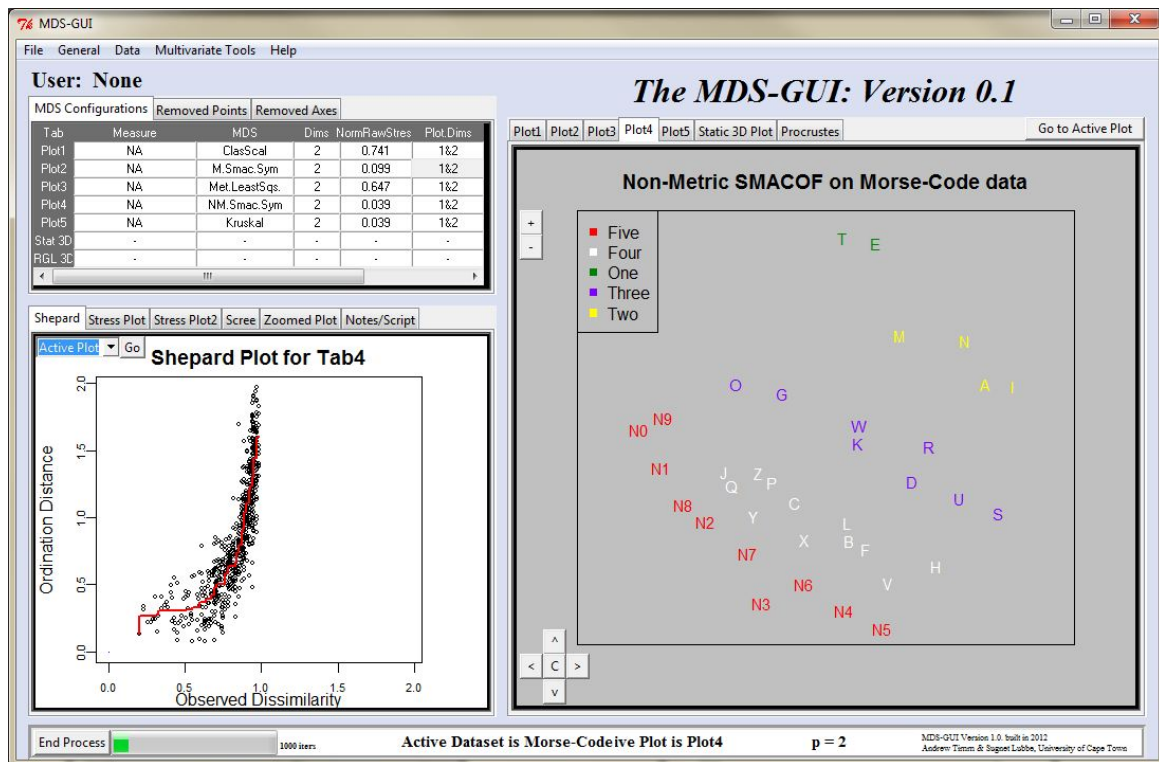 MDS-GUI
File General Data Multivariate Tools Help
User: None
The MDS-GUI: Version 0.1
MDS Configurations Removed Points Removed Axes
Tab Measure MDS Dims NormRawStres Plot.Dims
Plot1 NA ClasScal 2 0.741 1&2
Plot2 NA M.Smac.Sym 2 0.099 1&2
Plot3 NA Met.LeastSqs. 2 0.647 1&2
Plot4 NA NM.Smac.Sym 2 0.039 1&2
Plot5 NA Kruskal 2 0.039 1&2
Stat 3D - - - - -
RGL 3D - - - - -
Shepard Stress Plot Stress Plot2 Scree Zoomed Plot Notes/Script
Active Plot Go
Shepard Plot for Tab4
Ordination Distance
2.0
1.5
1.0
0.5
0.0
0.0 0.5 1.0 1.5 2.0
Observed Dissimilarity
Plot1 Plot2 Plot3 Plot4 Plot5 Static 3D Plot Procrustes
Go to Active Plot
Non-Metric SMACOF on Morse-Code data
+
-
Five
Four
One
Three
Two
T E
M N
A I
O G
N9
N0 W
K R
N1
J Z
Q P D
U
N8 C S
N2 Y L
X B F
N7
H
N6 V
N3
N4
N5
^
< C >
v
End Process
1000 iters
Active Dataset is Morse-Codeive Plot is Plot4
p = 2
MDS-GUI Version 1.0. built in 2012
Andrew Timm & Sugnet Lubbe, University of Cape Town